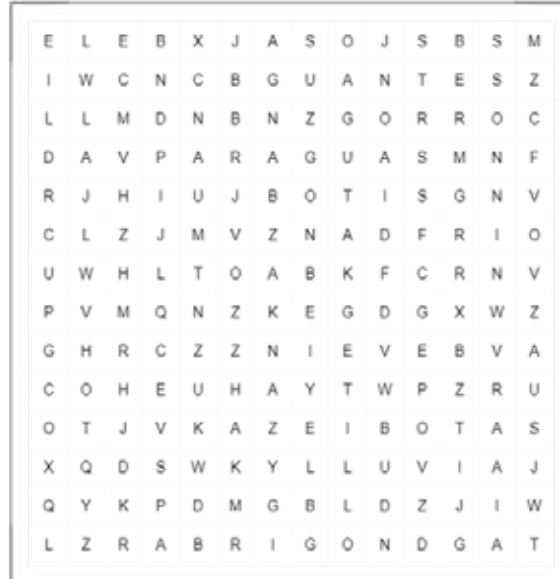 E L E B X J A S O J S B S M
I W C N C B G U A N T E S Z
L L M D N B N Z G O R R O C
D A V P A R A G U A S M N F
R J H I U J B O T I S G N V
C L Z J M V Z N A D F R I O
U W H L T O A B K F C R N V
P V M Q N Z K E G D G X W Z
G H R C Z Z N I E V E B V A
C O H E U H A Y T W P Z R U
O T J V K A Z E I B O T A S
X Q D S W K Y L L U V I A J
Q Y K P D M G B L D Z J I W
L Z R A B R I G O N D G A T